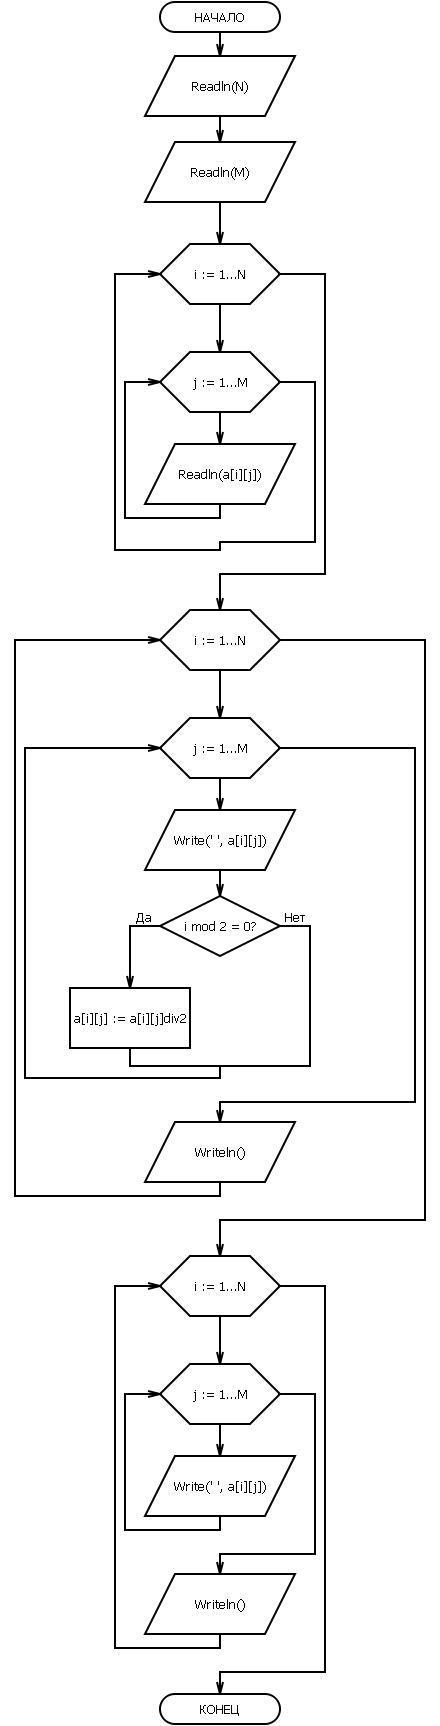 НАЧАЛО
Readln(N)
Readln(M)
i := 1...N
j := 1...M
Readln(a[i][j])
i := 1...N
j := 1...M
Write(' ', a[i][j])
Да
i mod 2 = 0?
Нет
a[i][j] := a[i][j]div2
Writeln()
i := 1...N
j := 1...M
Write(' ', a[i][j])
Writeln()
КОНЕЦ